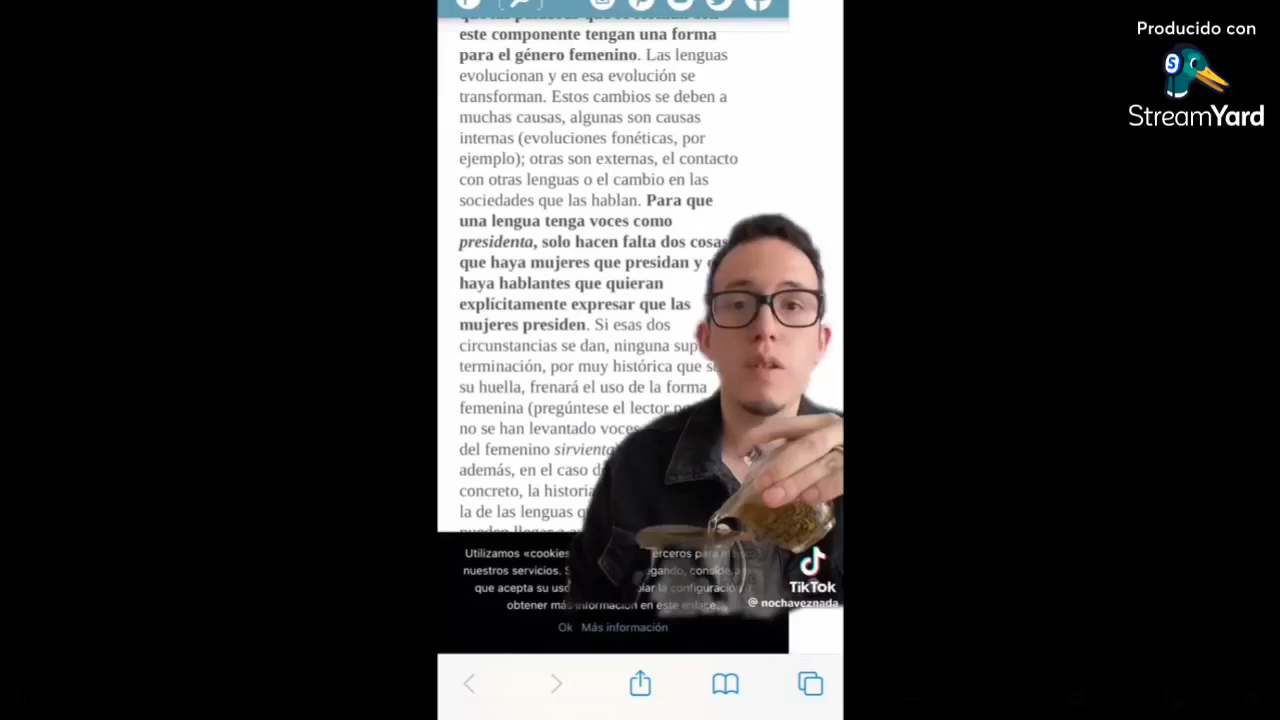 Producido con
StreamYard
este componente tengan una forma
para el género femenino. Las lenguas
evolucionan y en esa evolución se
transforman. Estos cambios se deben a
muchas causas, algunas son causas
internas (evoluciones fonéticas, por
ejemplo); otras son externas, el contacto
con otras lenguas o el cambio en las
sociedades que las hablan. Para que
una lengua tenga voces como
presidenta, solo hacen falta dos cosas
que haya mujeres que presidan y
haya hablantes que quieran
explícitamente expresar que las
mujeres presiden. Si esas dos
circunstancias se dan, ninguna
terminación, por muy histórica que
su huella, frenará el uso de la forma
femenina (pregúntese el lector
no se han levantado voces
del femenino sirvienta
además, en el caso
concreto, la historia
la de las lenguas
Utilizamos «cookies
nuestros servicios.
que acepta su uso
la configuración
obtener más información en este enlace.
Ok Más información
TikTok
@ nochaveznada